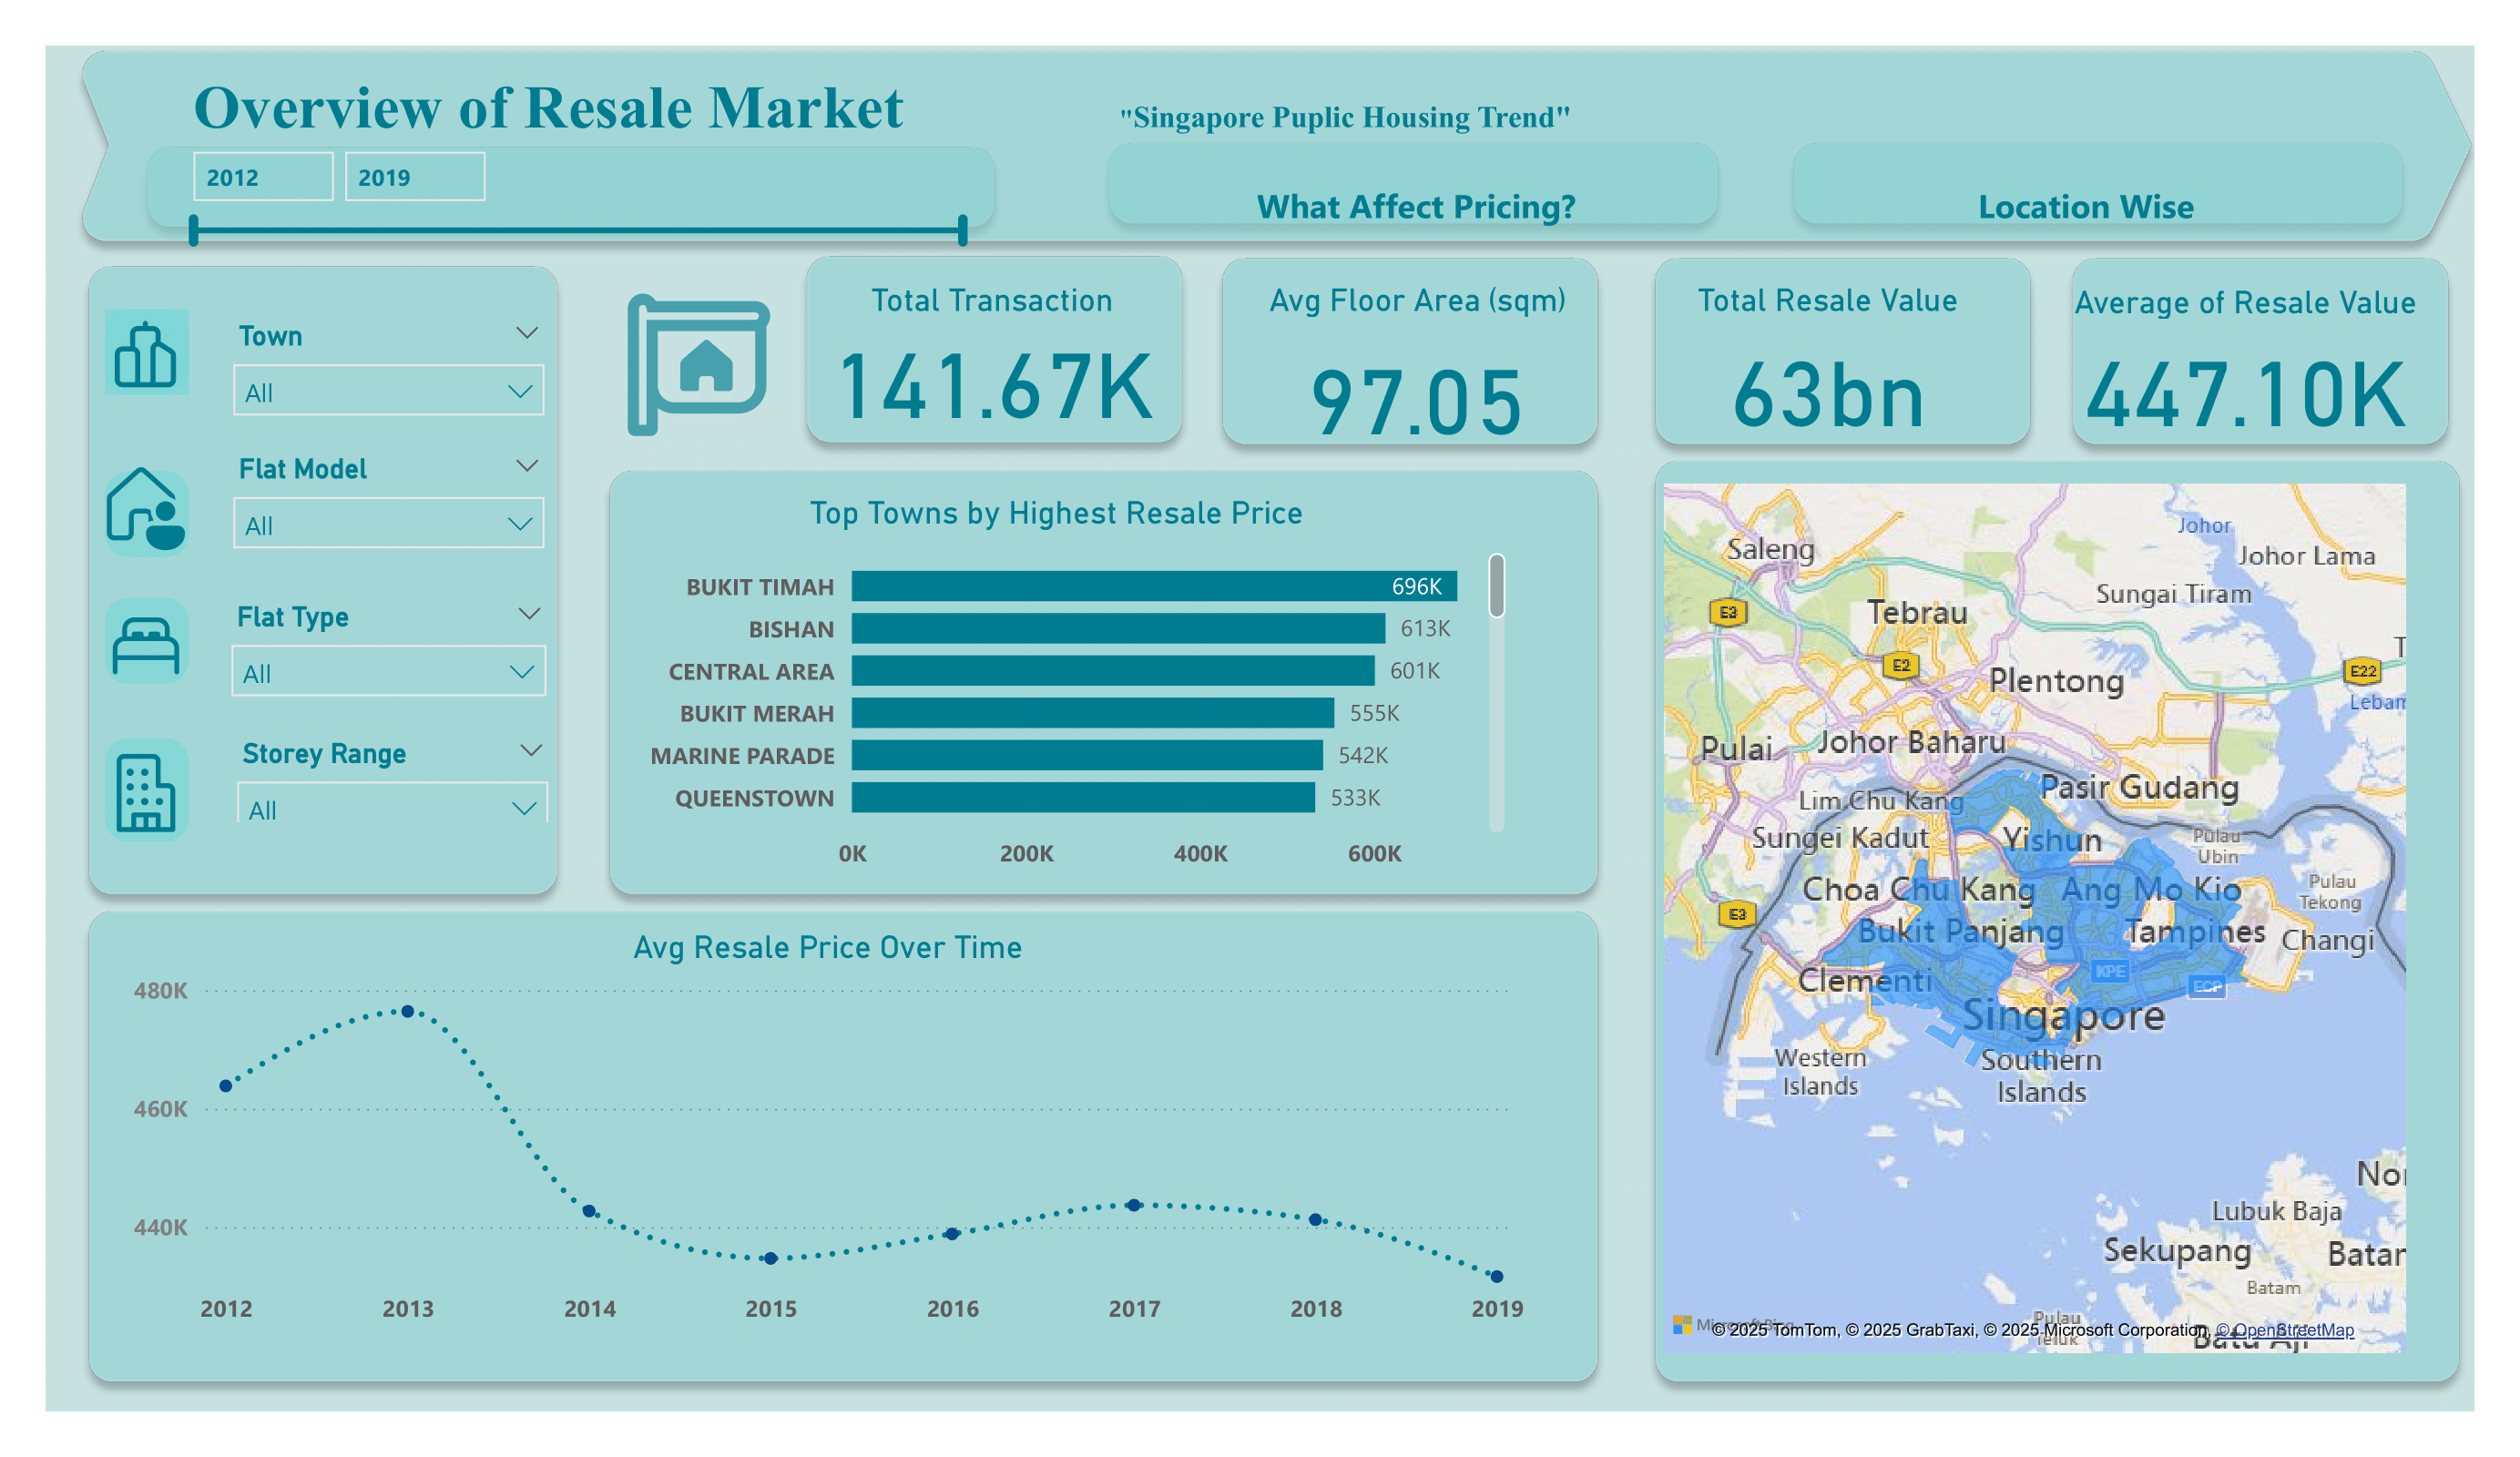 Overview of Resale Market
"Singapore Puplic Housing Trend"
2012
2019
What Affect Pricing?
Location Wise
Town
All
Flat Model
All
Flat Type
All
Storey Range
All
Total Transaction
141.67K
Avg Floor Area (sqm)
97.05
Total Resale Value
63bn
Average of Resale Value
447.10K
Top Towns by Highest Resale Price
BUKIT TIMAH 696K
BISHAN 613K
CENTRAL AREA 601K
BUKIT MERAH 555K
MARINE PARADE 542K
QUEENSTOWN 533K
0K 200K 400K 600K
Avg Resale Price Over Time
480K
460K
440K
2012 2013 2014 2015 2016 2017 2018 2019
Johor
Saleng
Johor Lama
Sungai Tiram
E3
Tebrau
E2
E22
Plentong
Pulai
Johor Baharu
Pasir Gudang
Lim Chu Kang
Sungei Kadut
Yishun
Pulau
Ubin
Choa Chu Kang
Ang Mo Kio
Pulau
Tekong
E3
Bukit Panjang
Tampines
Changi
Clementi
KPE
ECP
Singapore
Western
Islands
Southern
Islands
Lubuk Baja
Sekupang
Batam
Pulau
Teluk
© 2025 TomTom, © 2025 GrabTaxi, © 2025 Microsoft Corporation, © OpenStreetMap